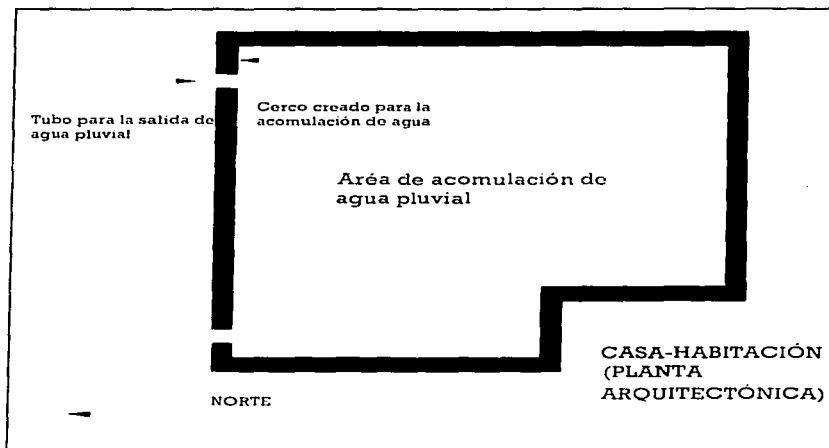 Tubo para la salida de
agua pluvial
Cerco creado para la
acomulación de agua
Aréa de acomulación de
agua pluvial
CASA-HABITACIÓN
(PLANTA
ARQUITECTÓNICA)
NORTE